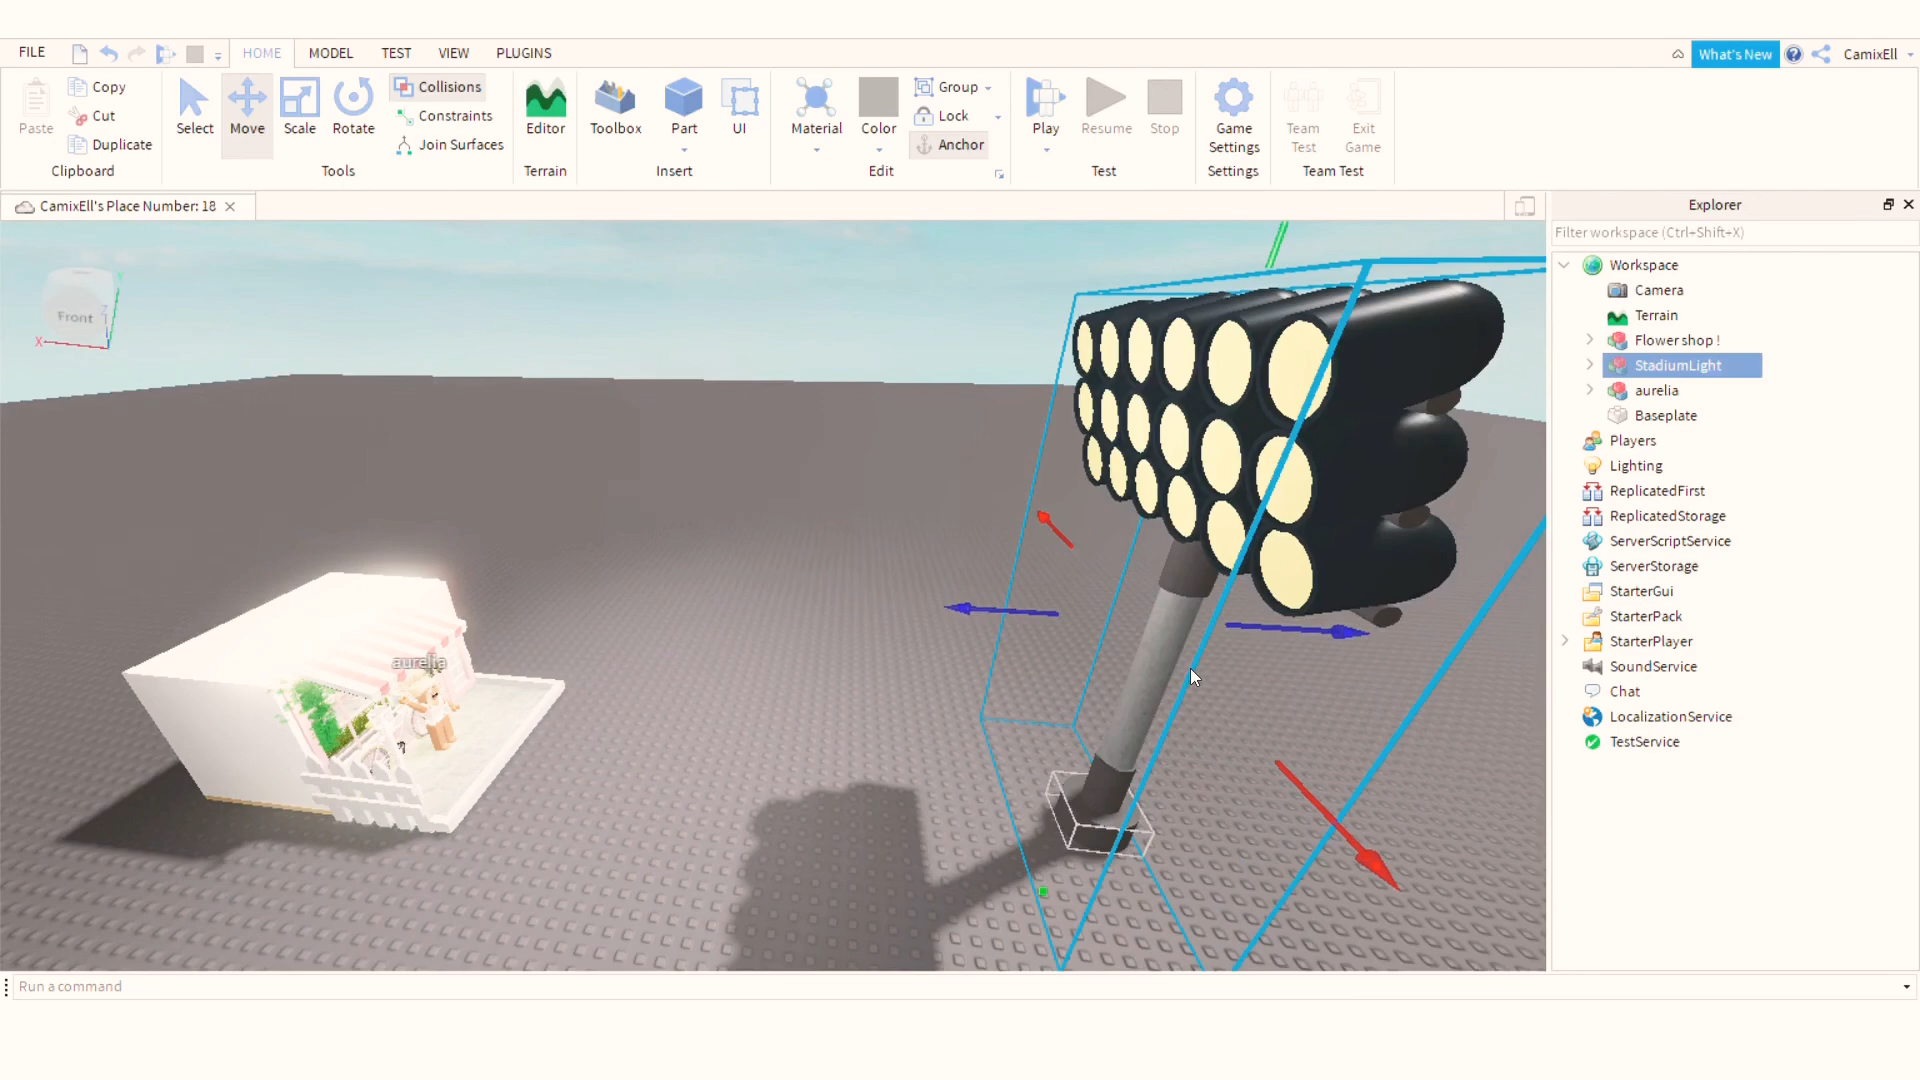 FILE
HOME
MODEL
TEST
VIEW
PLUGINS
What's New
CamixEll
Paste
Copy
Cut
Duplicate
Clipboard
Select
Move
Scale
Rotate
Collisions
Constraints
Join Surfaces
Tools
Editor
Terrain
Toolbox
Part
UI
Insert
Material
Color
Group
Lock
Anchor
Edit
Play
Resume
Stop
Test
Game
Settings
Settings
Team
Test
Exit
Game
Team Test
CamixEll's Place Number: 18
Front
X
Y
Z
aurelia
Explorer
Filter workspace (Ctrl+Shift+X)
Workspace
Camera
Terrain
Flower shop !
StadiumLight
aurelia
Baseplate
Players
Lighting
ReplicatedFirst
ReplicatedStorage
ServerScriptService
ServerStorage
StarterGui
StarterPack
StarterPlayer
SoundService
Chat
LocalizationService
TestService
Run a command